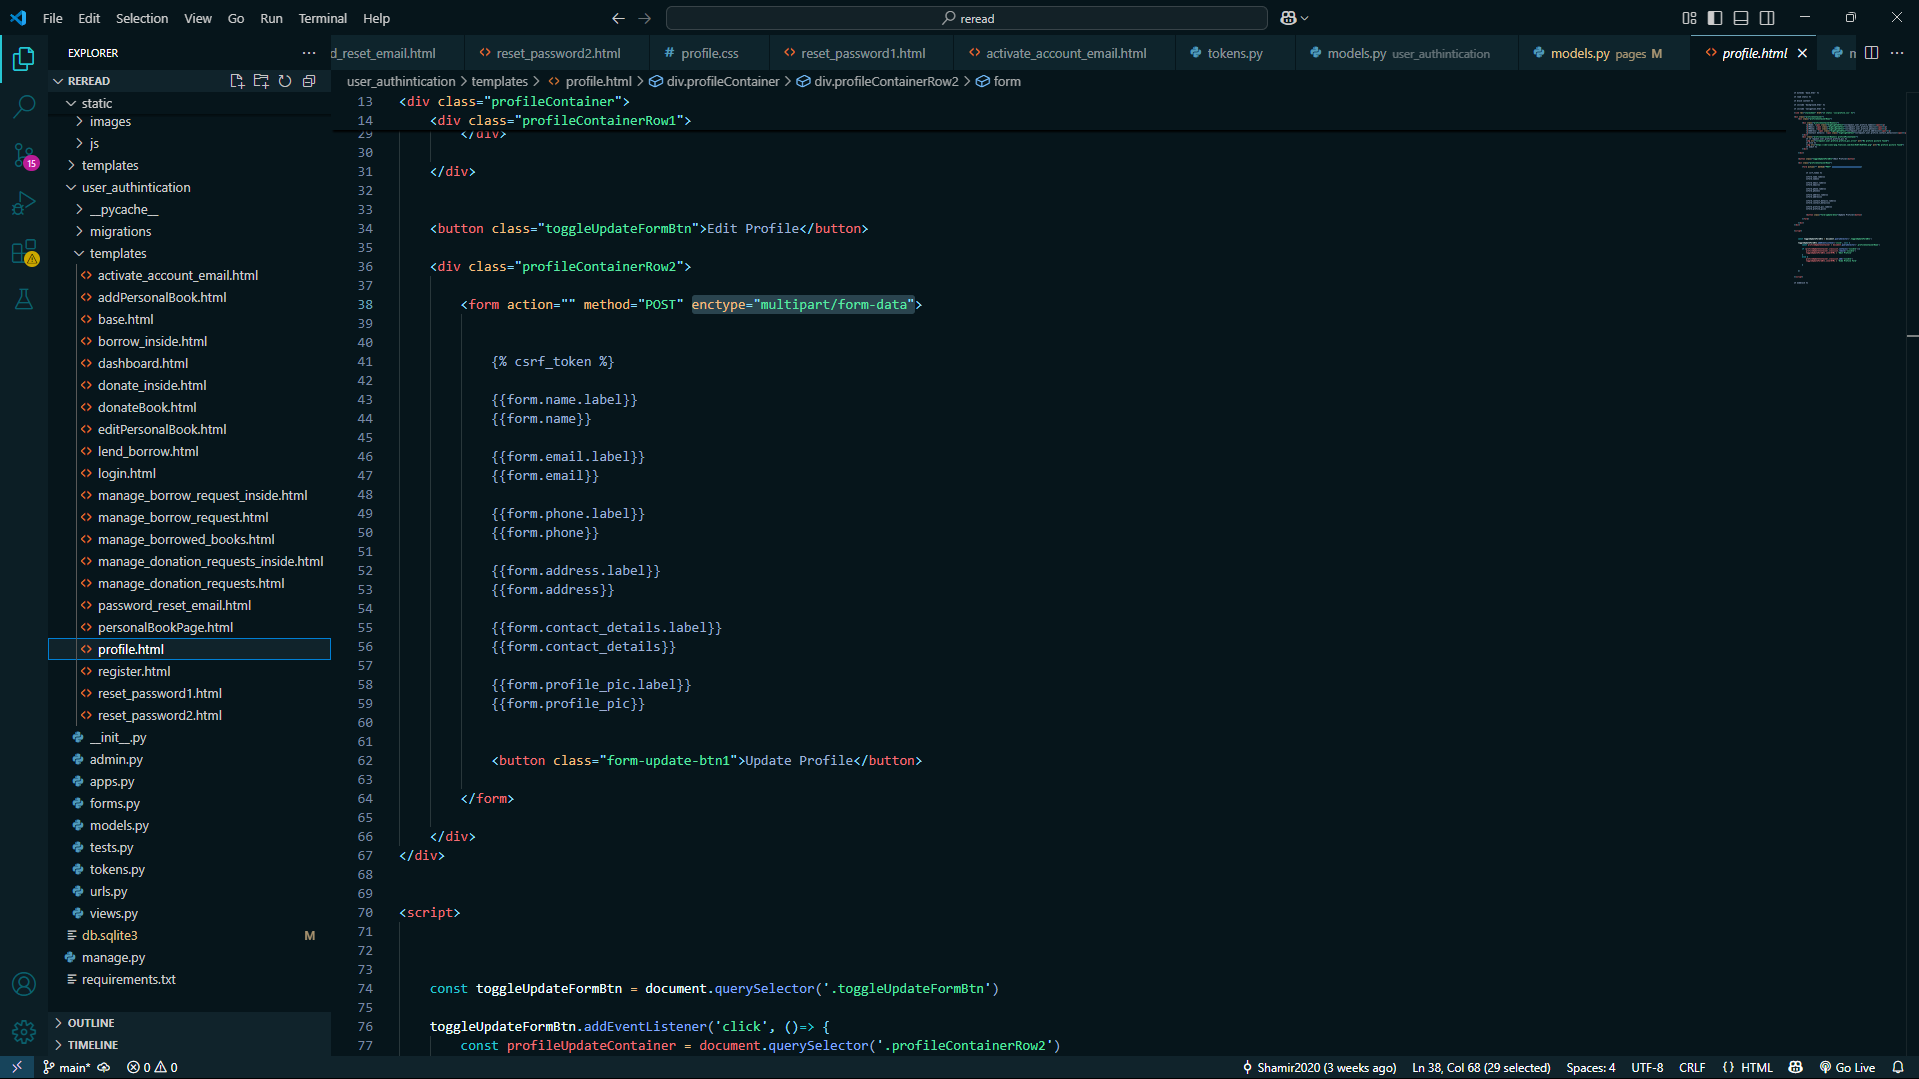 File Edit Selection View Go Run Terminal Help
reread
EXPLORER
d_reset_email.html
reset_password2.html
profile.css
reset_password1.html
activate_account_email.html
tokens.py
models.py user_authintication
models.py pages M
profile.html
REREAD
user_authintication > templates > profile.html > div.profileContainer > div.profileContainerRow2 > form
static
images
js
templates
user_authintication
__pycache__
migrations
templates
activate_account_email.html
addPersonalBook.html
base.html
borrow_inside.html
dashboard.html
donate_inside.html
donateBook.html
editPersonalBook.html
lend_borrow.html
login.html
manage_borrow_request_inside.html
manage_borrow_request.html
manage_borrowed_books.html
manage_donation_requests_inside.html
manage_donation_requests.html
password_reset_email.html
personalBookPage.html
profile.html
register.html
reset_password1.html
reset_password2.html
__init__.py
admin.py
apps.py
forms.py
models.py
tests.py
tokens.py
urls.py
views.py
db.sqlite3 M
manage.py
requirements.txt
OUTLINE
TIMELINE
13 <div class="profileContainer">
14 <div class="profileContainerRow1">
29 </div>
30
31 </div>
32
33
34 <button class="toggleUpdateFormBtn">Edit Profile</button>
35
36 <div class="profileContainerRow2">
37
38 <form action="" method="POST" enctype="multipart/form-data">
39
40
41 {% csrf_token %}
42
43 {{form.name.label}}
44 {{form.name}}
45
46 {{form.email.label}}
47 {{form.email}}
48
49 {{form.phone.label}}
50 {{form.phone}}
51
52 {{form.address.label}}
53 {{form.address}}
54
55 {{form.contact_details.label}}
56 {{form.contact_details}}
57
58 {{form.profile_pic.label}}
59 {{form.profile_pic}}
60
61
62 <button class="form-update-btn1">Update Profile</button>
63
64 </form>
65
66 </div>
67 </div>
68
69
70 <script>
71
72
73
74 const toggleUpdateFormBtn = document.querySelector('.toggleUpdateFormBtn')
75
76 toggleUpdateFormBtn.addEventListener('click', ()=> {
77 const profileUpdateContainer = document.querySelector('.profileContainerRow2')
15
main* 0 0
Shamir2020 (3 weeks ago) Ln 38, Col 68 (29 selected) Spaces: 4 UTF-8 CRLF {} HTML Go Live